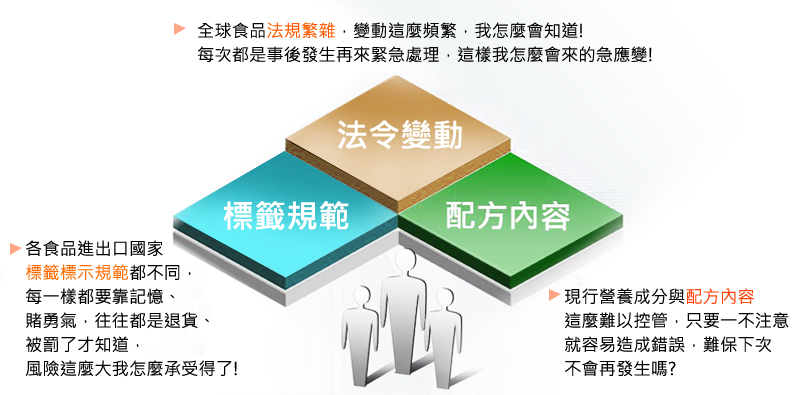 全球食品法規繁雜，變動這麼頻繁，我怎麼會知道!
每次都是事後發生再來緊急處理，這樣我怎麼會來的急應變!
法令變動
標籤規範
配方內容
各食品進出口國家
標籤標示規範都不同，
每一樣都要靠記憶、
賭勇氣，往往都是退貨、
被罰了才知道，
風險這麼大我怎麼承受得了!
現行營養成分與配方內容
這麼難以控管，只要一不注意
就容易造成錯誤，難保下次
不會再發生嗎?